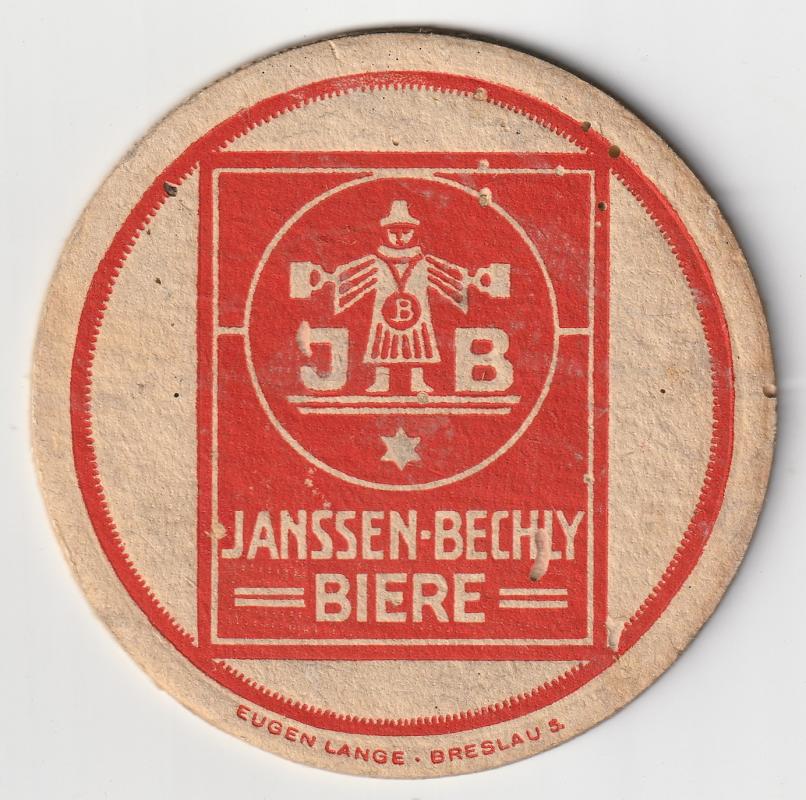 B
J B
JANSSEN-BECHLY
BIERE
EUGEN LANGE · BRESLAU 5.